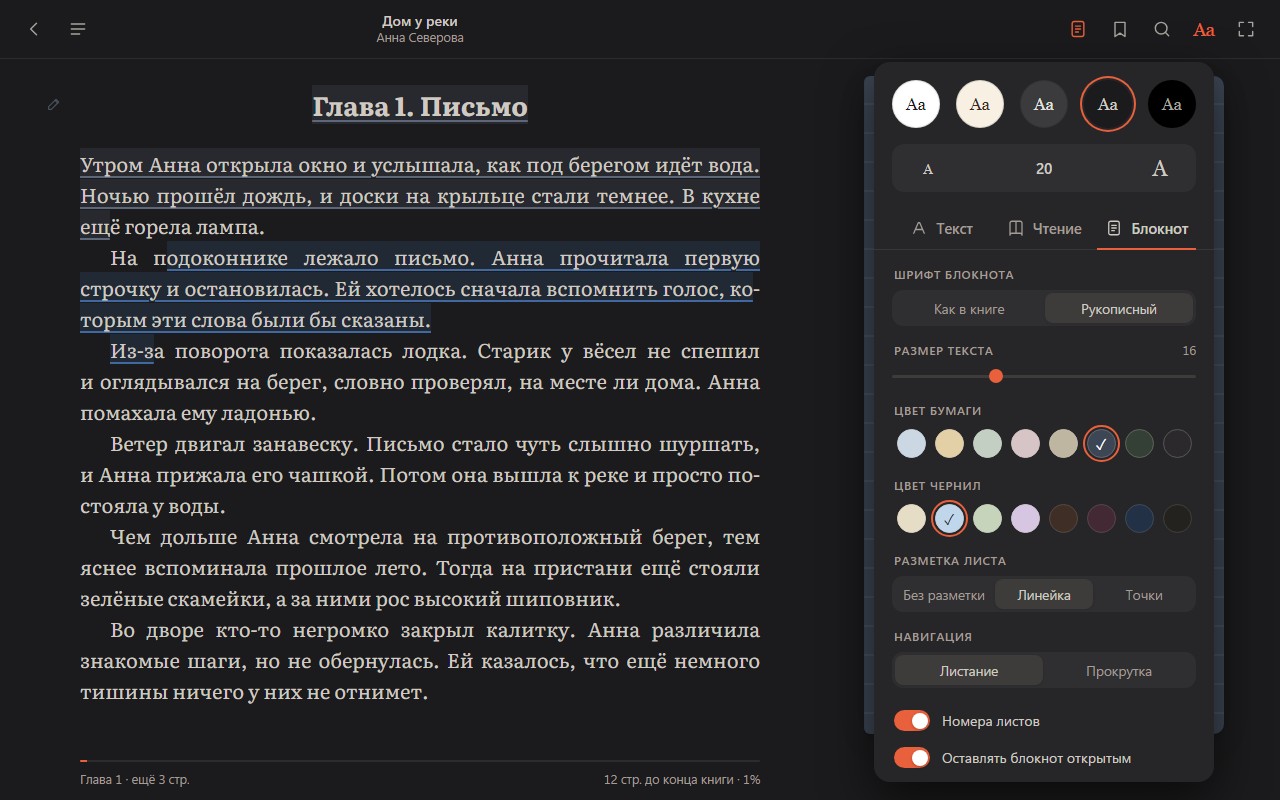 Дом у реки
Анна Северова
Aa
Глава 1. Письмо
Утром Анна открыла окно и услышала, как под берегом идёт вода.
Ночью прошёл дождь, и доски на крыльце стали темнее. В кухне
ещё горела лампа.
На подоконнике лежало письмо. Анна прочитала первую
строчку и остановилась. Ей хотелось сначала вспомнить голос, ко-
торым эти слова были бы сказаны.
Из-за поворота показалась лодка. Старик у вёсел не спешил
и оглядывался на берег, словно проверял, на месте ли дома. Анна
помахала ему ладонью.
Ветер двигал занавеску. Письмо стало чуть слышно шуршать,
и Анна прижала его чашкой. Потом она вышла к реке и просто по-
стояла у воды.
Чем дольше Анна смотрела на противоположный берег, тем
яснее вспоминала прошлое лето. Тогда на пристани ещё стояли
зелёные скамейки, а за ними рос высокий шиповник.
Во дворе кто-то негромко закрыл калитку. Анна различила
знакомые шаги, но не обернулась. Ей казалось, что ещё немного
тишины ничего у них не отнимет.
Глава 1 · ещё 3 стр.
12 стр. до конца книги · 1%
Aa Aa Aa Aa Aa
A 20 A
Текст Чтение Блокнот
ШРИФТ БЛОКНОТА
Как в книге Рукописный
РАЗМЕР ТЕКСТА 16
ЦВЕТ БУМАГИ
ЦВЕТ ЧЕРНИЛ
РАЗМЕТКА ЛИСТА
Без разметки Линейка Точки
НАВИГАЦИЯ
Листание Прокрутка
Номера листов
Оставлять блокнот открытым